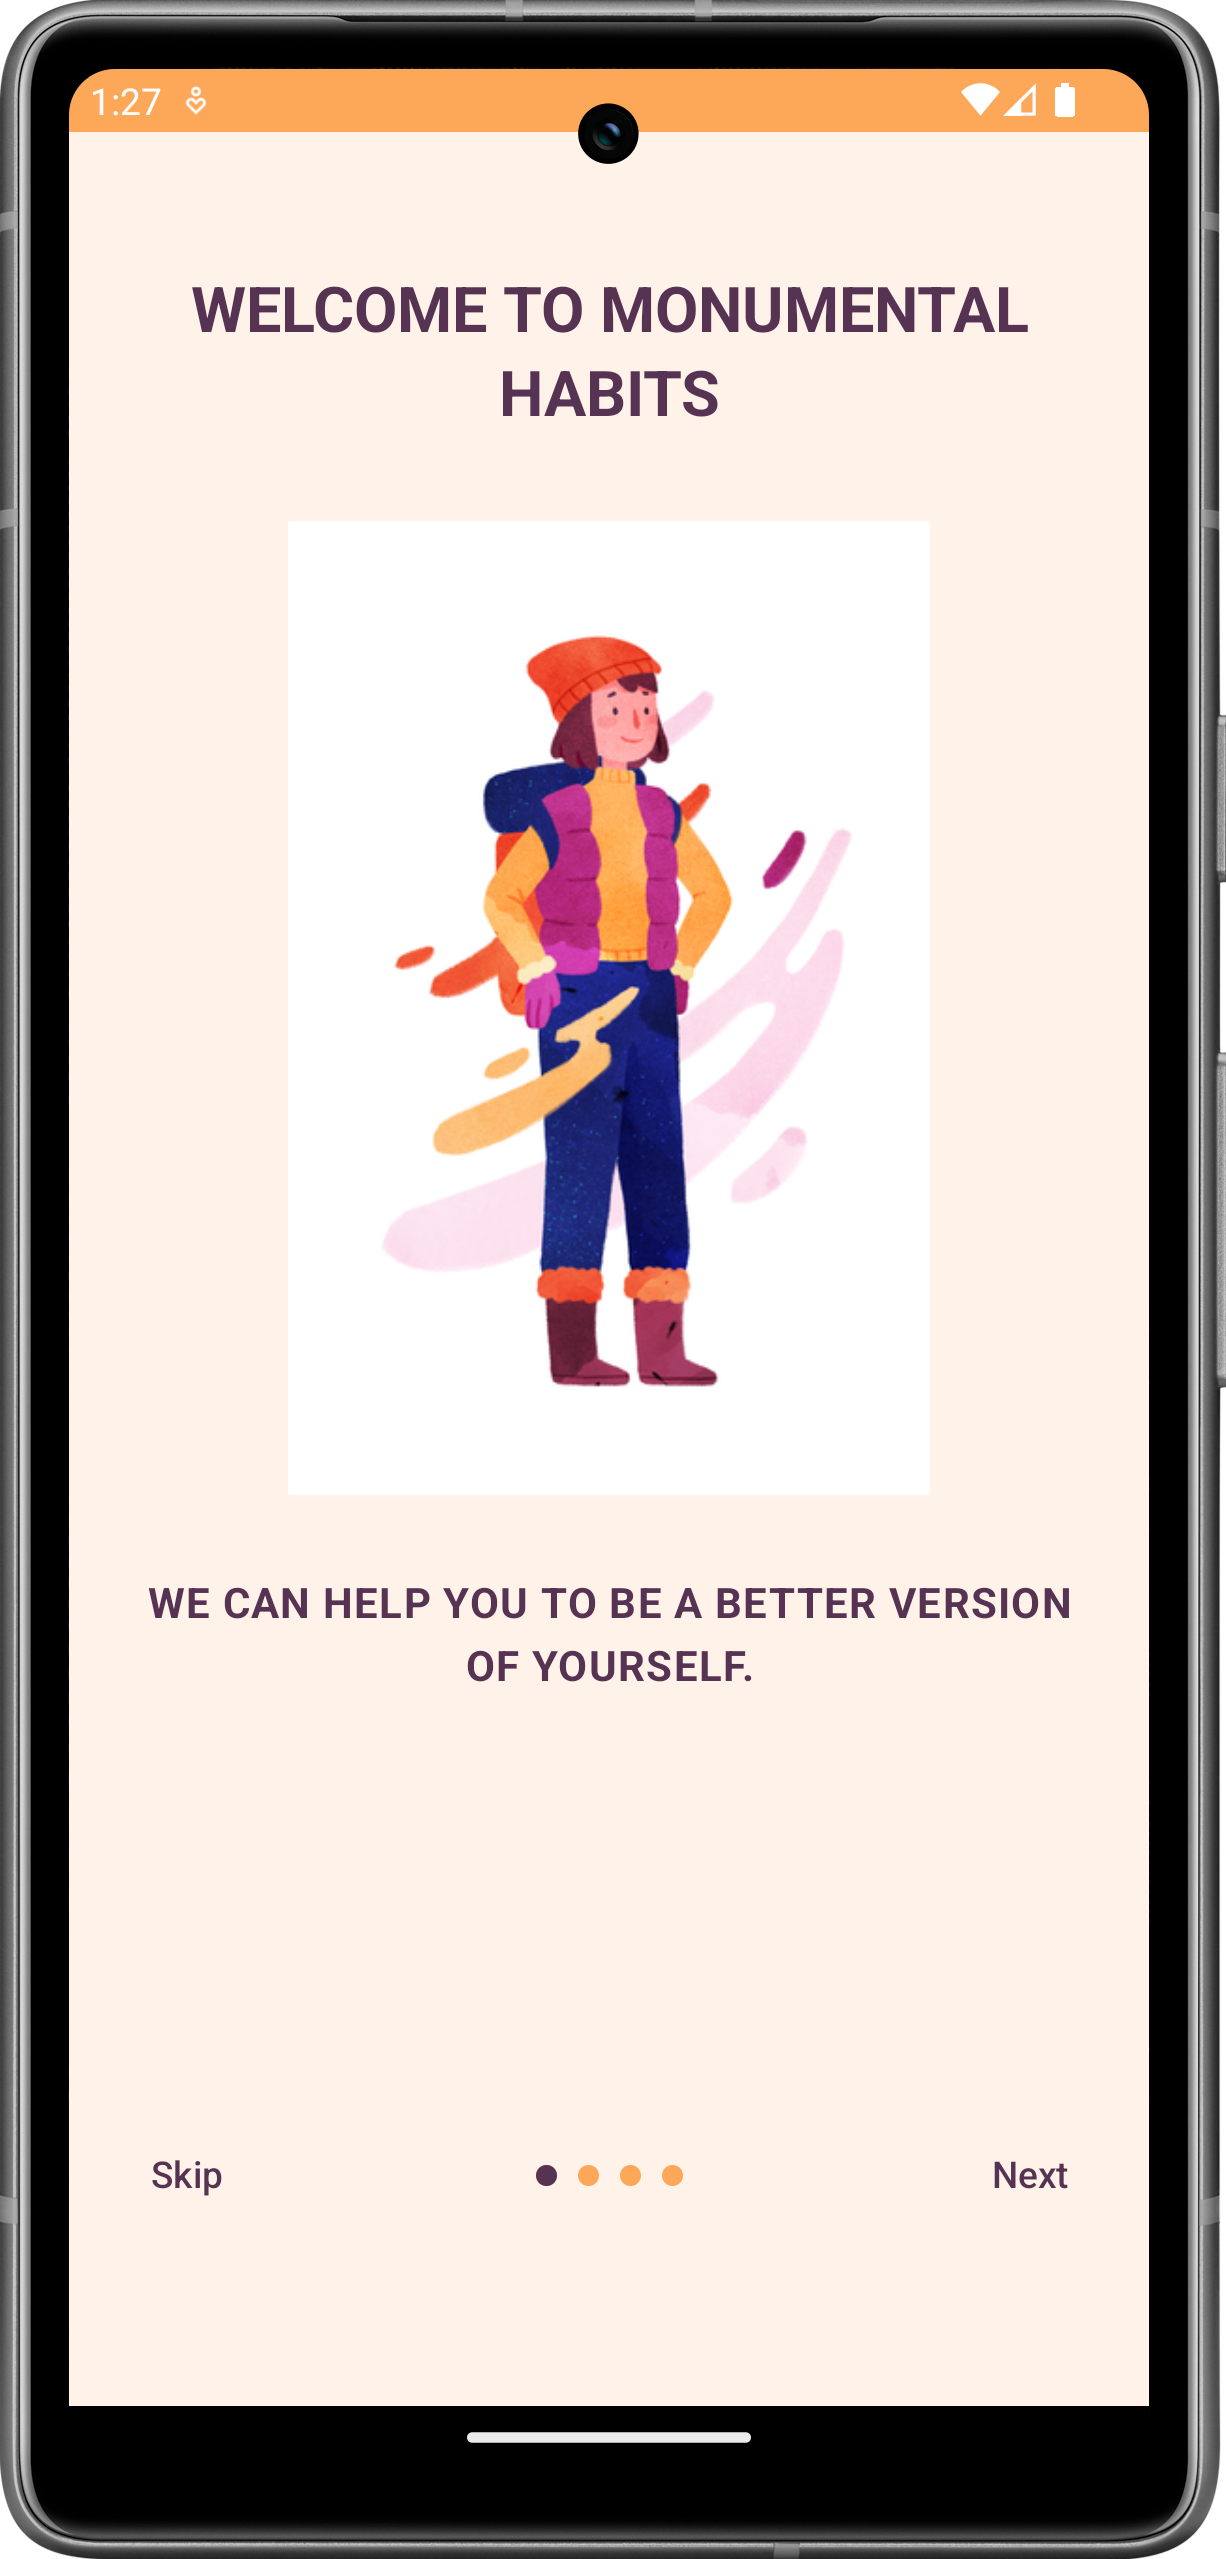 1:27
WELCOME TO MONUMENTAL
HABITS
WE CAN HELP YOU TO BE A BETTER VERSION
OF YOURSELF.
Skip
Next